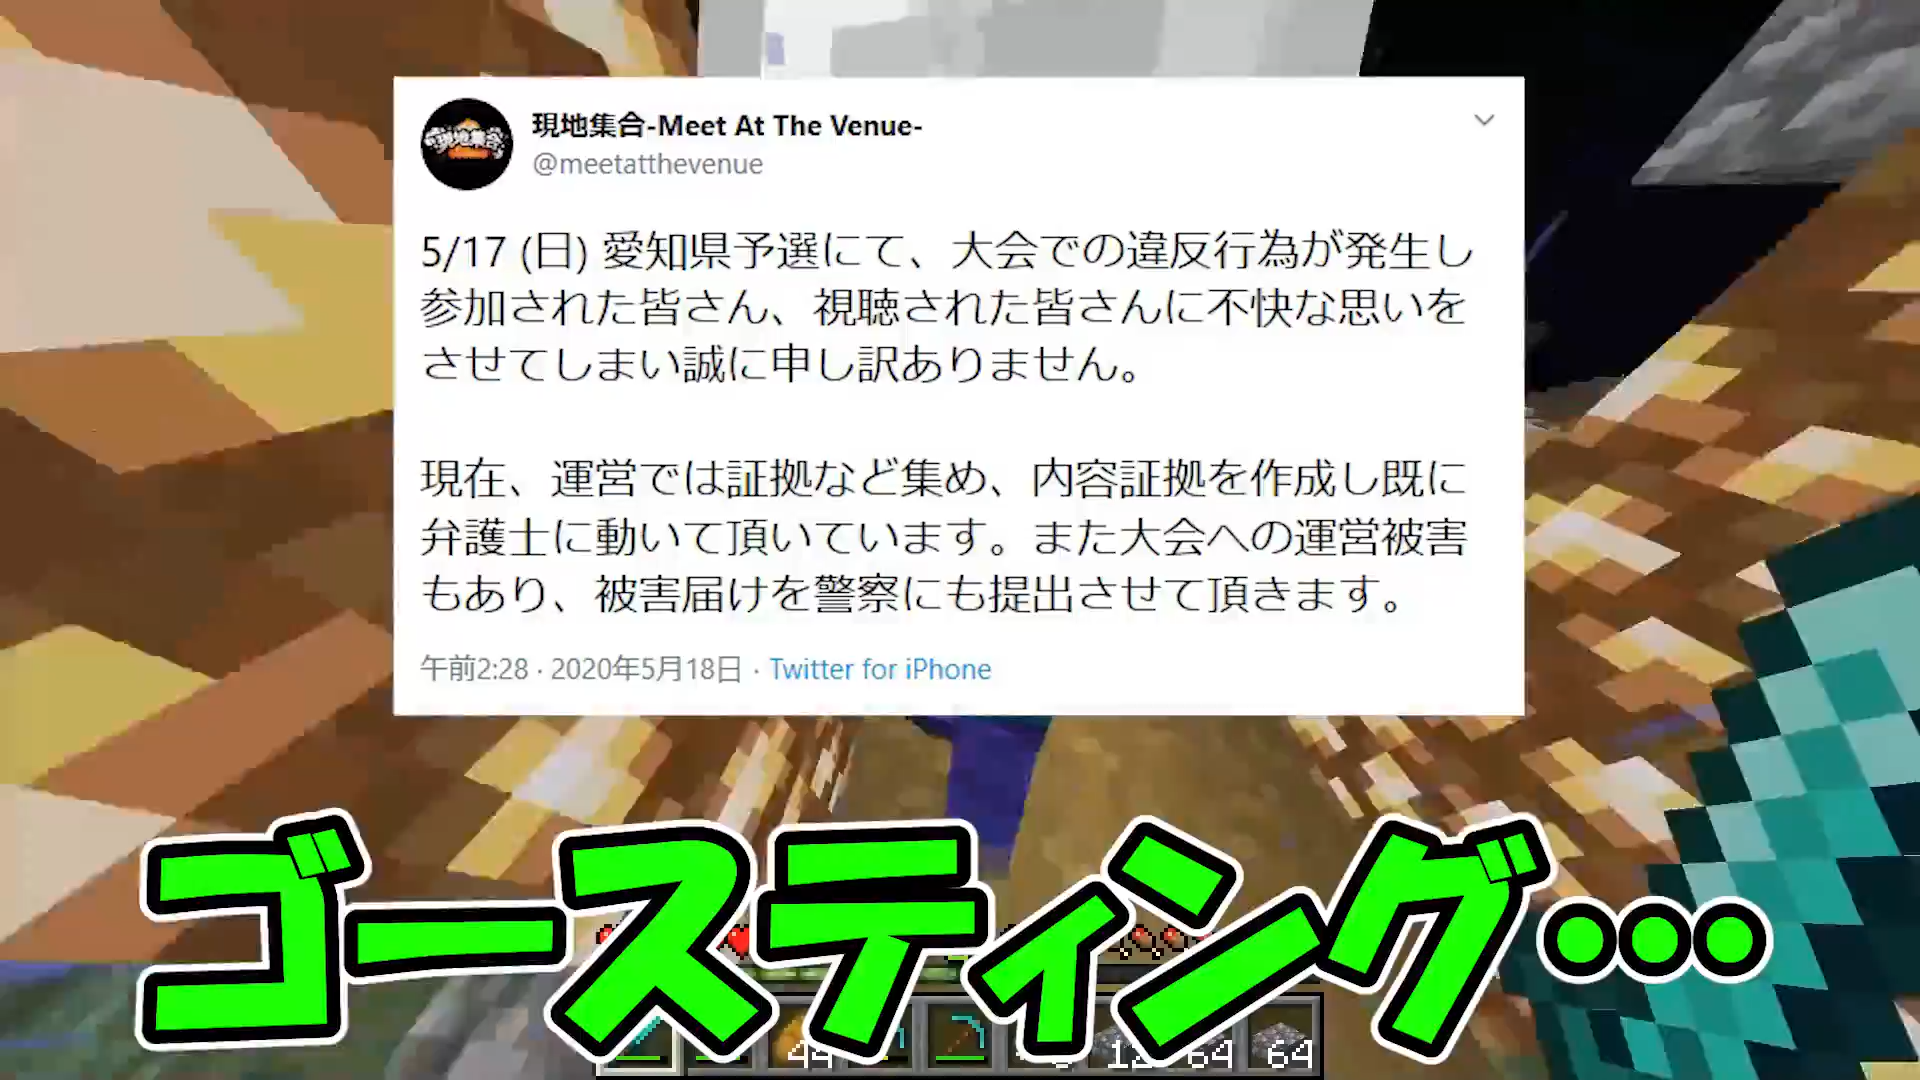 現地集合
現地集合-Meet At The Venue-
@meetatthevenue
5/17 (日) 愛知県予選にて、大会での違反行為が発生し
参加された皆さん、視聴された皆さんに不快な思いを
させてしまい誠に申し訳ありません。
現在、運営では証拠など集め、内容証拠を作成し既に
弁護士に動いて頂いています。また大会への運営被害
もあり、被害届けを警察にも提出させて頂きます。
午前2:28 · 2020年5月18日 · Twitter for iPhone
ゴースティング…
44
64
64